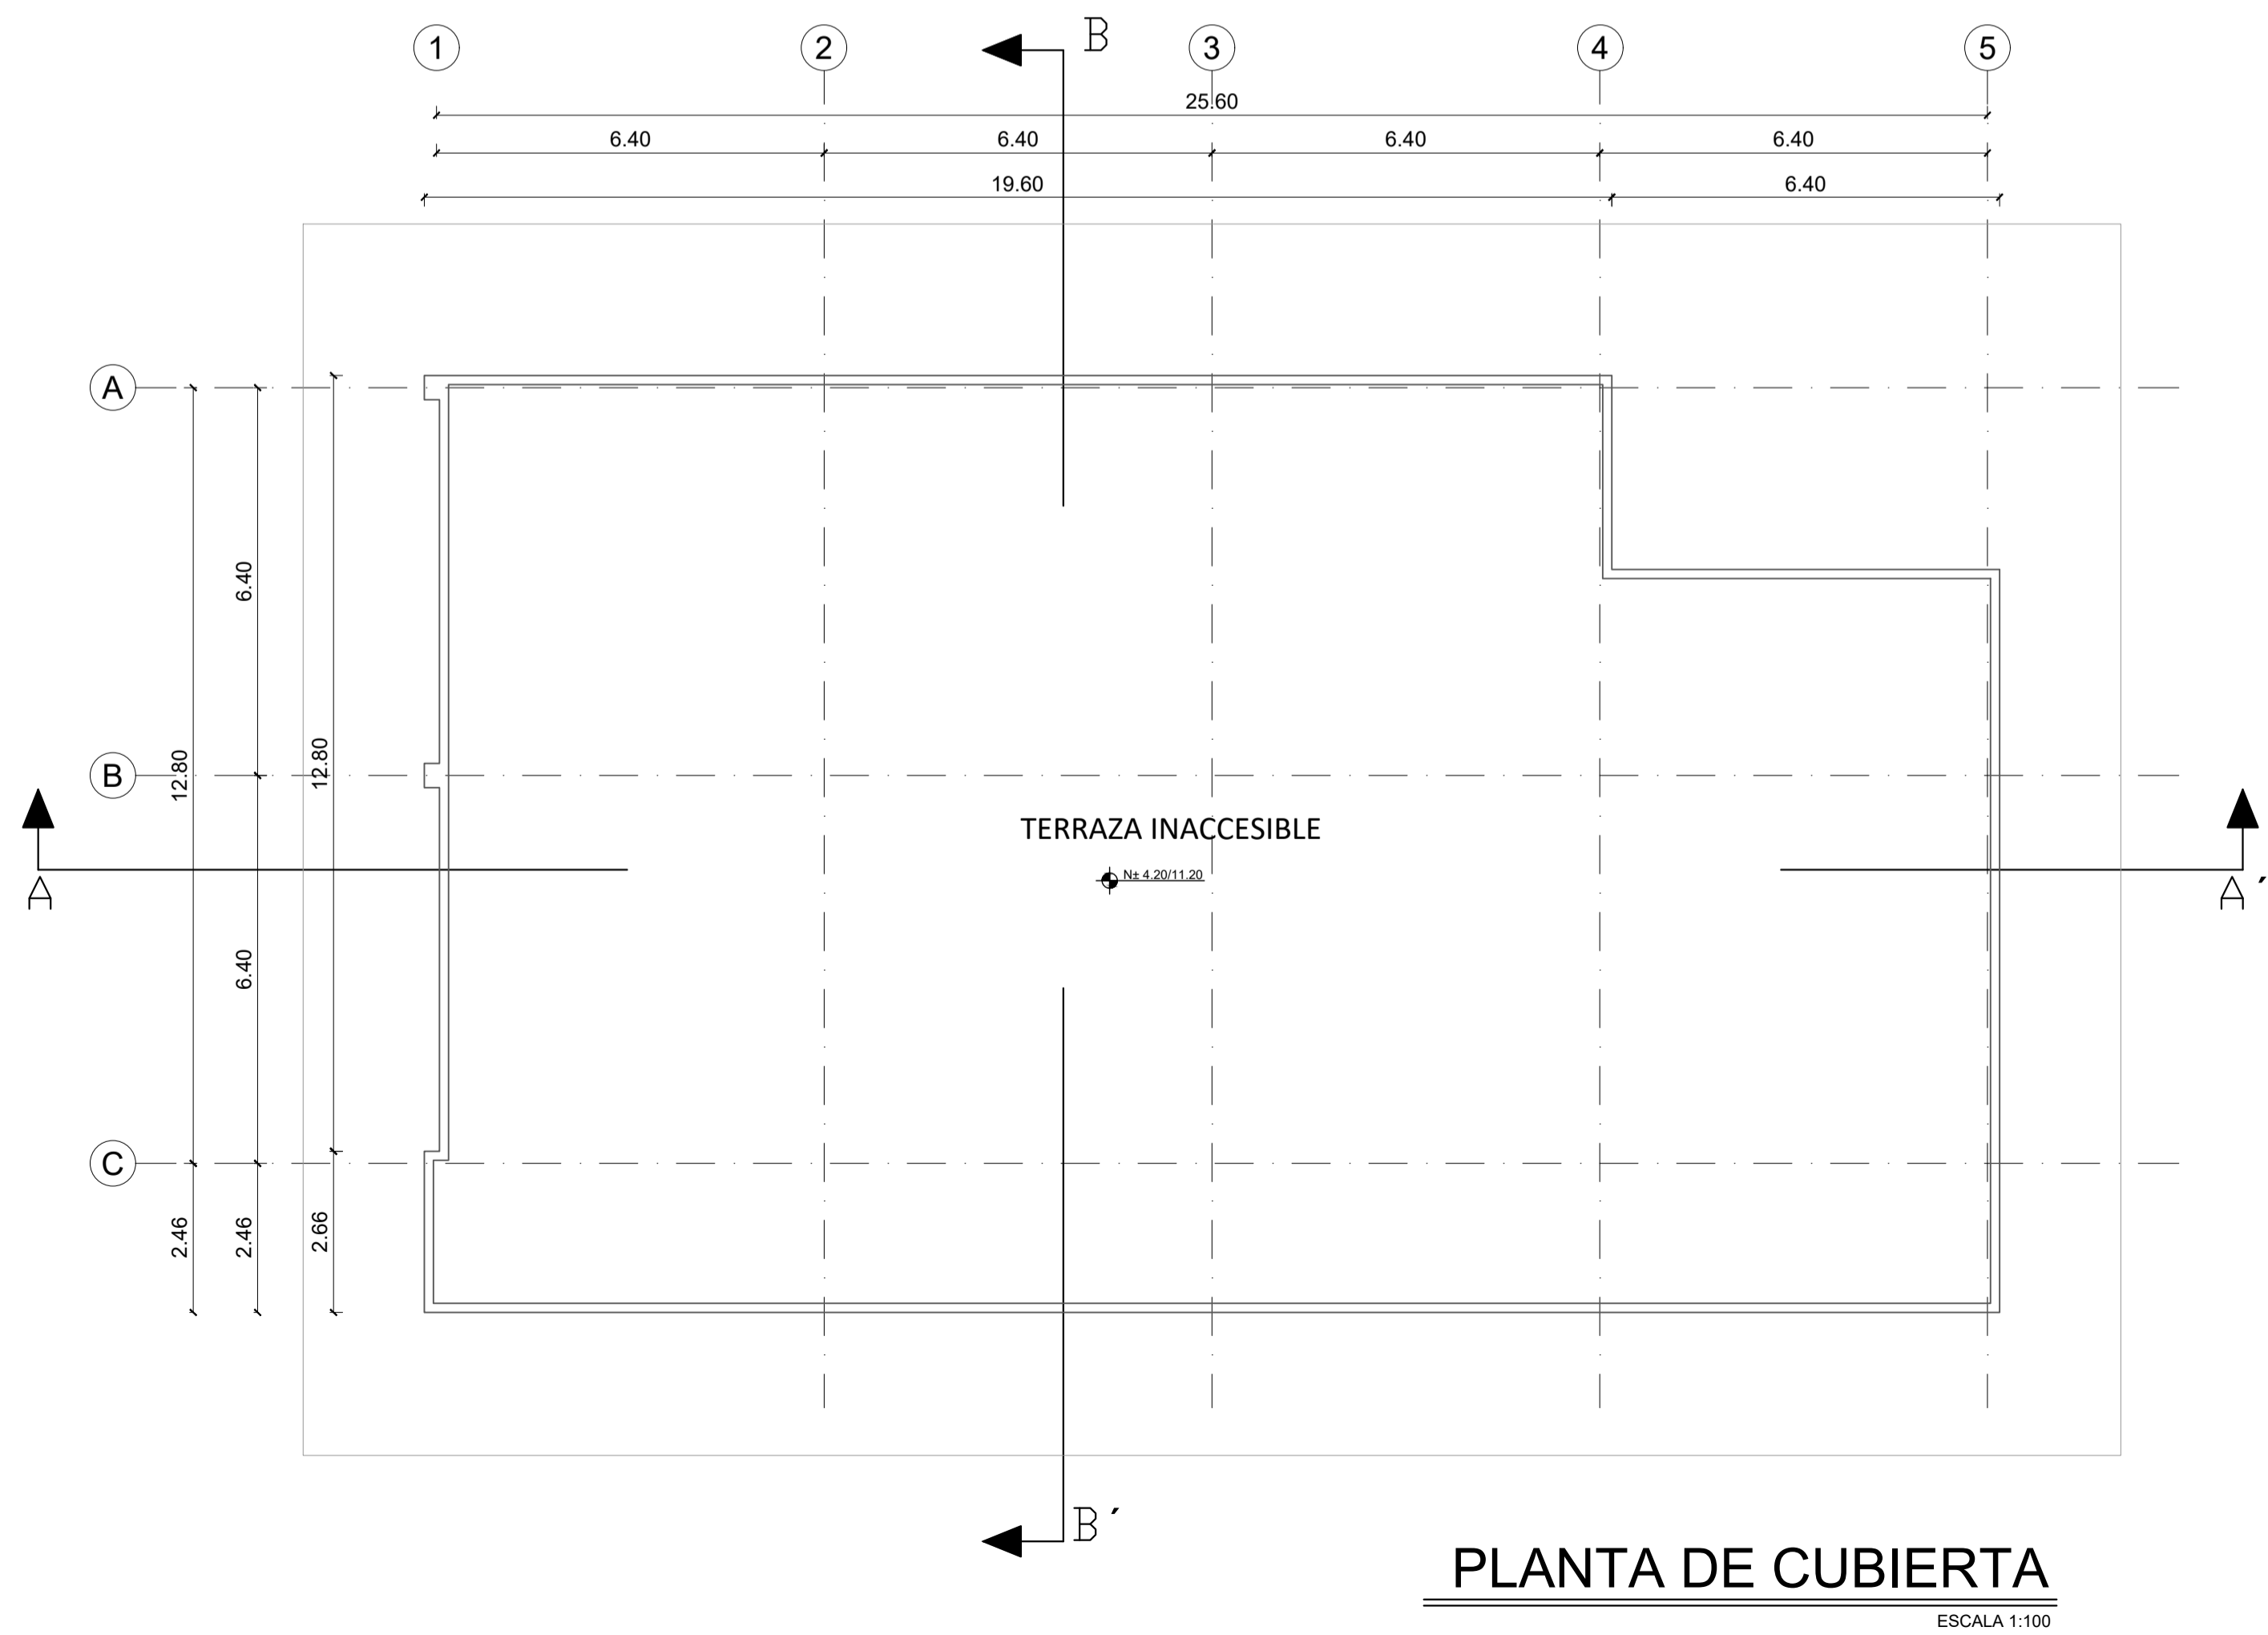 1 2 B 3 4 5
25.60
6.40 6.40 6.40 6.40
19.60 6.40
A
6.40
12.80 12.80
B
TERRAZA INACCESIBLE
N± 4.20/11.20
A A´
6.40
C
2.46 2.46 2.66
B´
PLANTA DE CUBIERTA
ESCALA 1:100